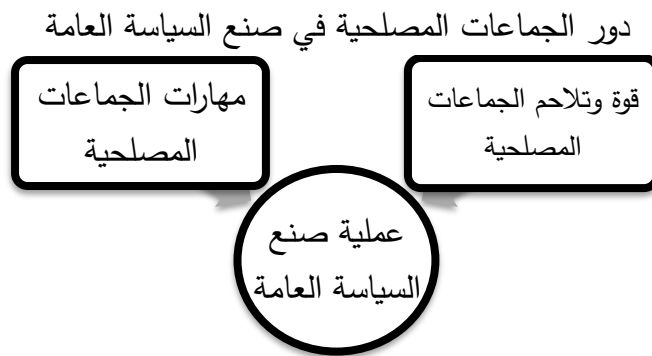 دور الجماعات المصلحية في صنع السياسة العامة
قوة وتلاحم الجماعات
المصلحية
مهارات الجماعات
المصلحية
عملية صنع
السياسة العامة